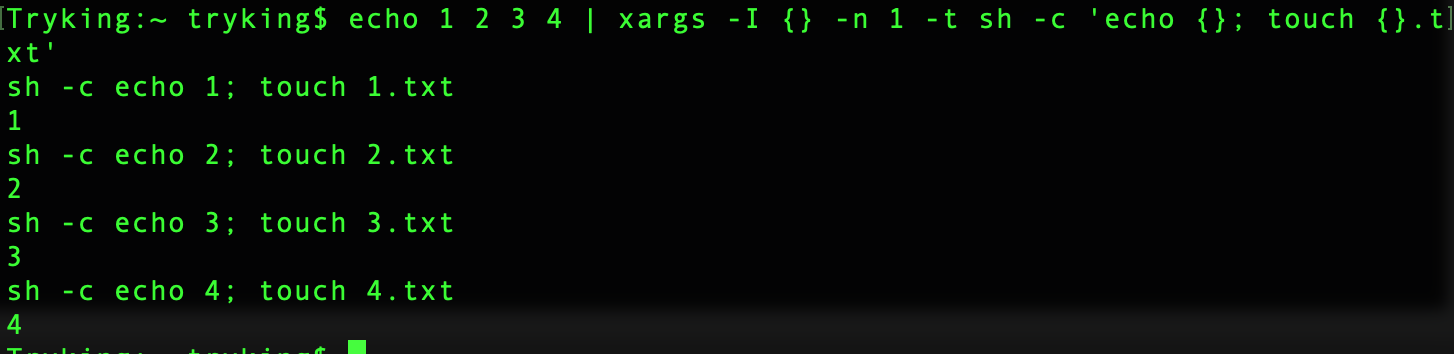 [Tryking:~ tryking$ echo 1 2 3 4 | xargs -I {} -n 1 -t sh -c 'echo {}; touch {}.t]
xt'
sh -c echo 1; touch 1.txt
1
sh -c echo 2; touch 2.txt
2
sh -c echo 3; touch 3.txt
3
sh -c echo 4; touch 4.txt
4
Tryking:~ tryking$